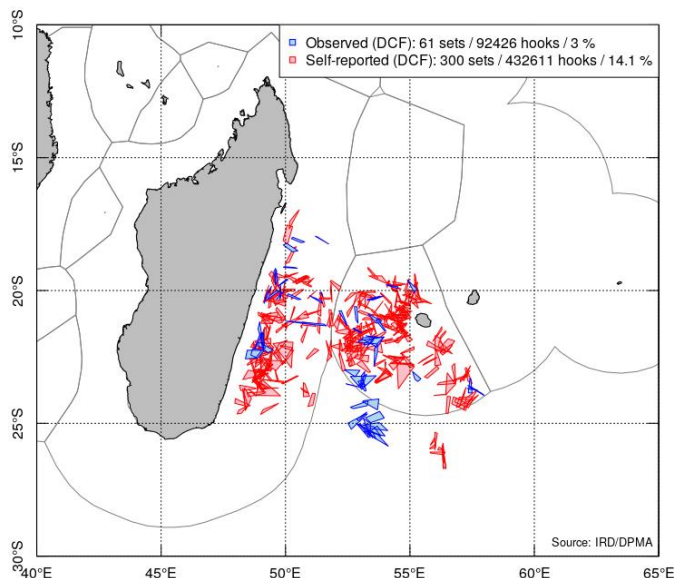 10°S
Observed (DCF): 61 sets / 92426 hooks / 3 %
Self-reported (DCF): 300 sets / 432611 hooks / 14.1 %
15°S
20°S
25°S
Source: IRD/DPMA
30°S
40°E 45°E 50°E 55°E 60°E 65°E